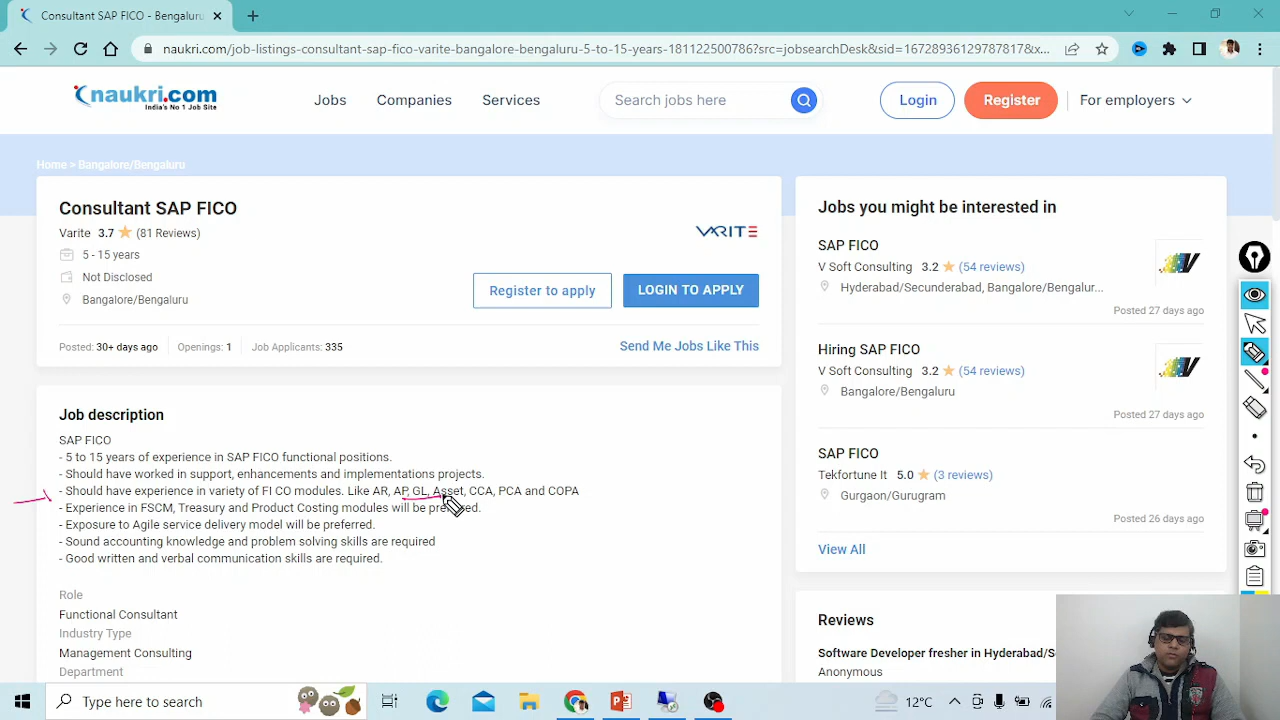 Consultant SAP FICO - Bengaluru
naukri.com/job-listings-consultant-sap-fico-varite-bangalore-bengaluru-5-to-15-years-181122500786?src=jobsearchDesk&sid=16728936129787817&x...
naukri.com
India's No 1 Job Site
Jobs
Companies
Services
Search jobs here
Login
Register
For employers
Home > Bangalore/Bengaluru
Consultant SAP FICO
Varite 3.7 (81 Reviews)
VARITE
5 - 15 years
Not Disclosed
Bangalore/Bengaluru
Register to apply
LOGIN TO APPLY
Posted: 30+ days ago
Openings: 1
Job Applicants: 335
Send Me Jobs Like This
Job description
SAP FICO
- 5 to 15 years of experience in SAP FICO functional positions.
- Should have worked in support, enhancements and implementations projects.
- Should have experience in variety of FI CO modules. Like AR, AP, GL, Asset, CCA, PCA and COPA
- Experience in FSCM, Treasury and Product Costing modules will be
- Exposure to Agile service delivery model will be preferred.
- Sound accounting knowledge and problem solving skills are required
- Good written and verbal communication skills are required.
Role
Functional Consultant
Industry Type
Management Consulting
Department
Jobs you might be interested in
SAP FICO
V Soft Consulting 3.2 (54 reviews)
Hyderabad/Secunderabad, Bangalore/Bengalur...
Posted 27 days ago
Hiring SAP FICO
V Soft Consulting 3.2 (54 reviews)
Bangalore/Bengaluru
Posted 27 days ago
SAP FICO
Tekfortune It 5.0 (3 reviews)
Gurgaon/Gurugram
Posted 26 days ago
View All
Reviews
Software Developer fresher in Hyderabad/Se
Anonymous
Type here to search
12°C